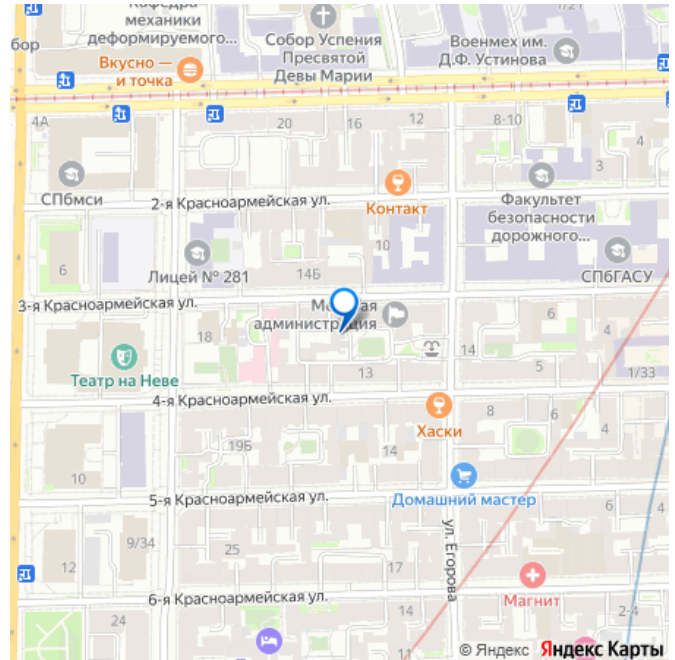 Кафедра
механики
деформируемого...
бор
Собор Успения
Пресвятой
Девы Марии
Военмех им.
Д.Ф. Устинова
1/21
Вкусно —
и точка
4А
20
16
12
8-10
4
3
СПбмси
2-я Красноармейская ул.
Контакт
Факультет
безопасности
дорожного...
10
6
Лицей № 281
14Б
СПбГАСУ
3-я Красноармейская ул.
18
администрация
6
14
5
1/33
Театр на Неве
13
4-я Красноармейская ул.
Хаски
8
6
4
19Б
14
10
Домашний мастер
5-я Красноармейская ул.
6
4
ул. Егорова
9/34
25
17
12
Магнит
6-я Красноармейская ул.
24
14
2-4
11
© Яндекс Яндекс Карты